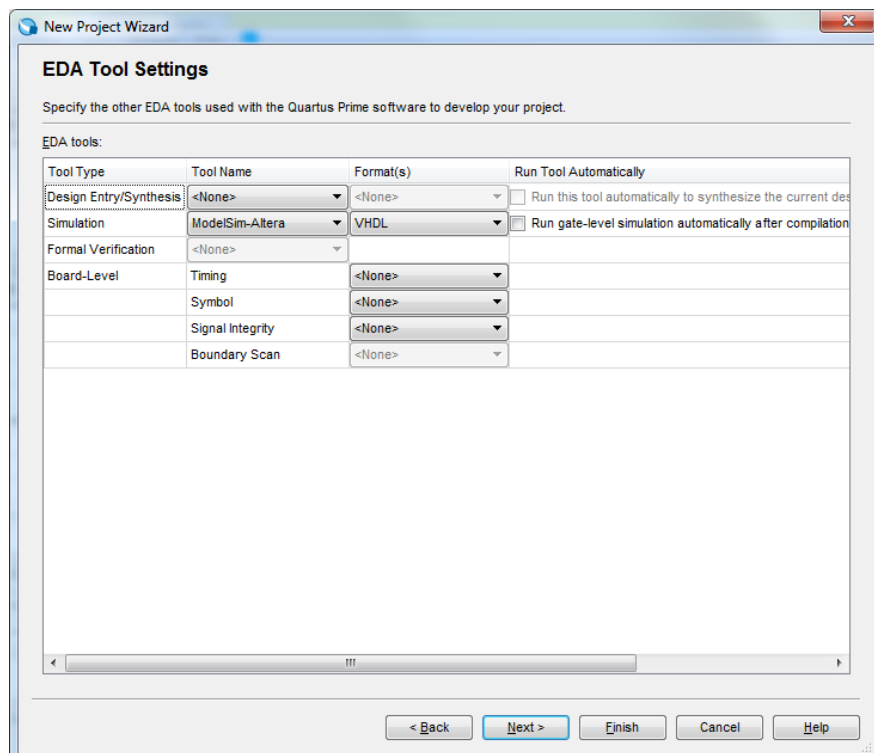 New Project Wizard
EDA Tool Settings
Specify the other EDA tools used with the Quartus Prime software to develop your project.
EDA tools:
Tool Type Tool Name Format(s) Run Tool Automatically
Design Entry/Synthesis <None> <None> Run this tool automatically to synthesize the current des
Simulation ModelSim-Altera VHDL Run gate-level simulation automatically after compilation
Formal Verification <None>
Board-Level Timing <None>
Symbol <None>
Signal Integrity <None>
Boundary Scan <None>
< Back Next > Finish Cancel Help